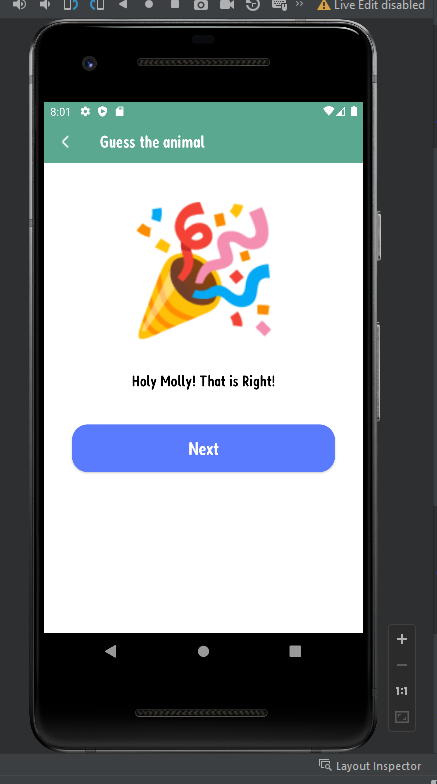 Live Edit disabled
8:01
Guess the animal
Holy Molly! That is Right!
Next
1:1
Layout Inspector